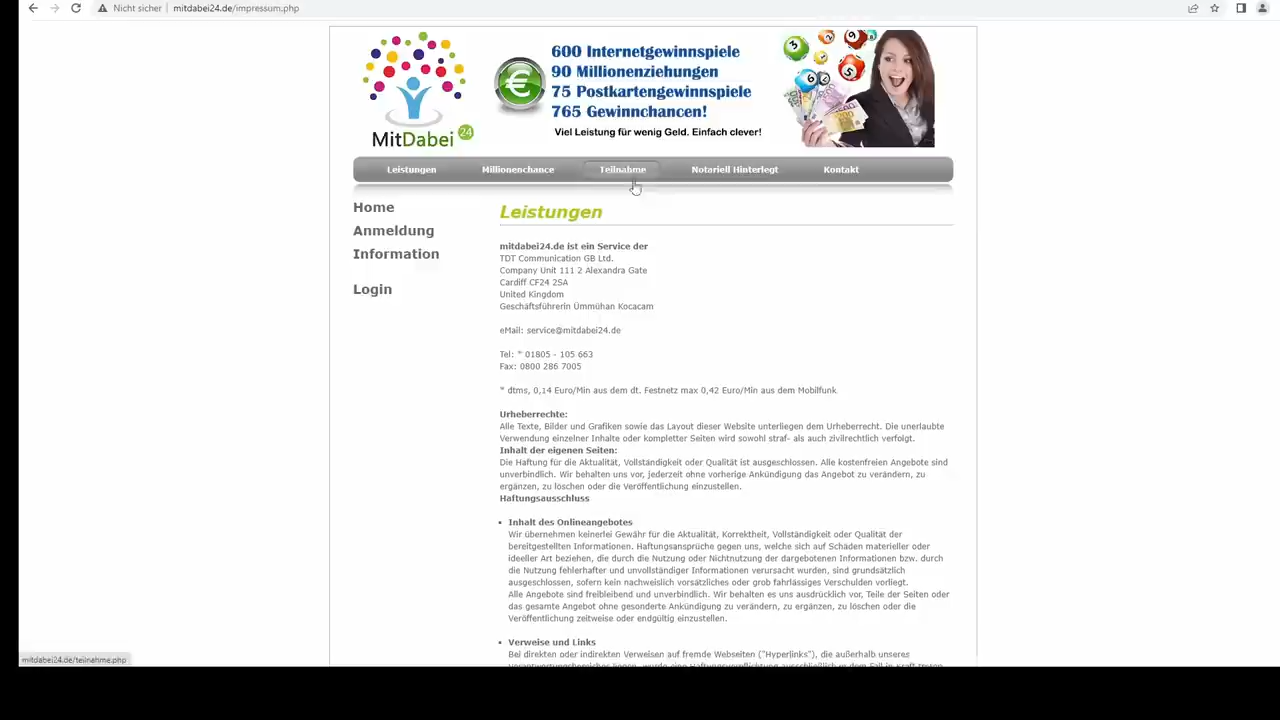 Nicht sicher | mitdabei24.de/impressum.php
600 Internetgewinnspiele
90 Millionenziehungen
75 Postkartengewinnspiele
765 Gewinnchancen!
Viel Leistung für wenig Geld. Einfach clever!
MitDabei 24
Leistungen Millionenchance Teilnahme Notariell Hinterlegt Kontakt
Home
Anmeldung
Information
Login
Leistungen
mitdabei24.de ist ein Service der
TDT Communication GB Ltd.
Company Unit 111 2 Alexandra Gate
Cardiff CF24 2SA
United Kingdom
Geschäftsführerin Ümmühan Kocacam
eMail: service@mitdabei24.de
Tel: * 01805 - 105 663
Fax: 0800 286 7005
* dtms, 0,14 Euro/Min aus dem dt. Festnetz max 0,42 Euro/Min aus dem Mobilfunk
Urheberrechte:
Alle Texte, Bilder und Grafiken sowie das Layout dieser Website unterliegen dem Urheberrecht. Die unerlaubte
Verwendung einzelner Inhalte oder kompletter Seiten wird sowohl straf- als auch zivilrechtlich verfolgt.
Inhalt der eigenen Seiten:
Die Haftung für die Aktualität, Vollständigkeit oder Qualität ist ausgeschlossen. Alle kostenfreien Angebote sind
unverbindlich. Wir behalten uns vor, jederzeit ohne vorherige Ankündigung das Angebot zu verändern, zu
ergänzen, zu löschen oder die Veröffentlichung einzustellen.
Haftungsausschluss
Inhalt des Onlineangebotes
Wir übernehmen keinerlei Gewähr für die Aktualität, Korrektheit, Vollständigkeit oder Qualität der
bereitgestellten Informationen. Haftungsansprüche gegen uns, welche sich auf Schäden materieller oder
ideeller Art beziehen, die durch die Nutzung oder Nichtnutzung der dargebotenen Informationen bzw. durch
die Nutzung fehlerhafter und unvollständiger Informationen verursacht wurden, sind grundsätzlich
ausgeschlossen, sofern kein nachweislich vorsätzliches oder grob fahrlässiges Verschulden vorliegt.
Alle Angebote sind freibleibend und unverbindlich. Wir behalten es uns ausdrücklich vor, Teile der Seiten oder
das gesamte Angebot ohne gesonderte Ankündigung zu verändern, zu ergänzen, zu löschen oder die
Veröffentlichung zeitweise oder endgültig einzustellen.
Verweise und Links
Bei direkten oder indirekten Verweisen auf fremde Webseiten ("Hyperlinks"), die außerhalb unseres
mitdabei24.de/teilnahme.php